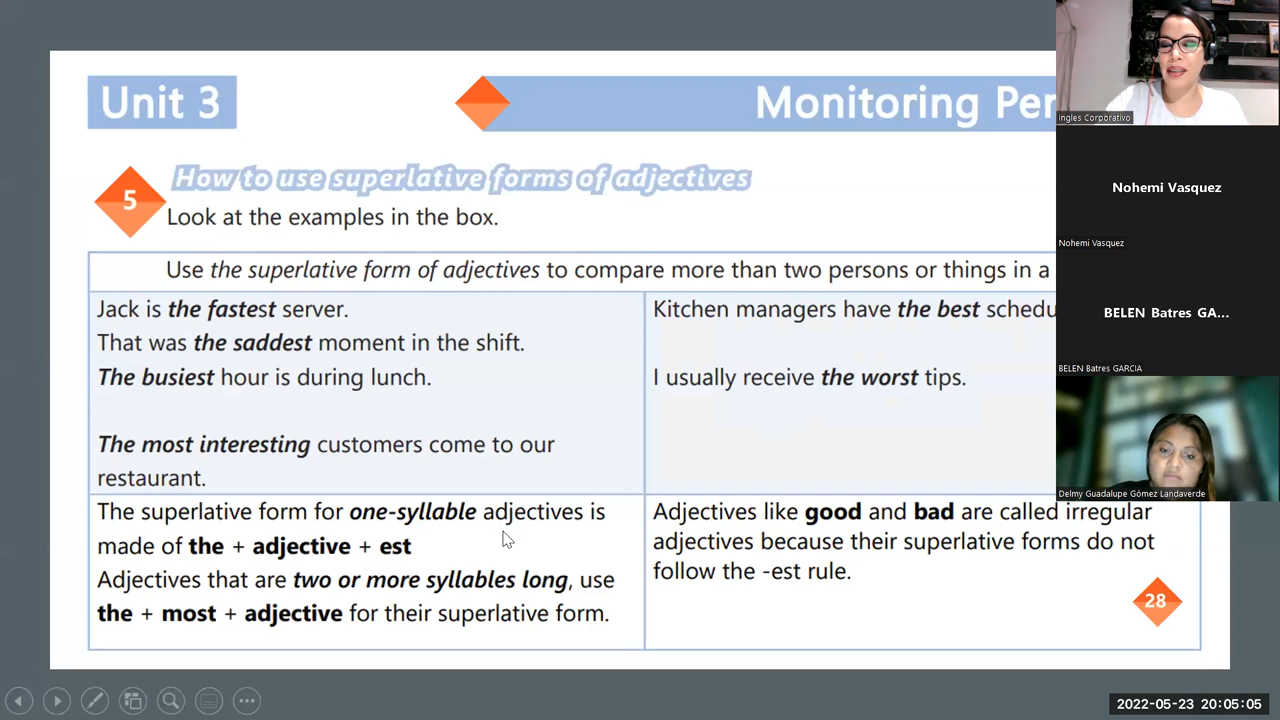 Unit 3
Monitoring Per
5
How to use superlative forms of adjectives
Look at the examples in the box.
Use the superlative form of adjectives to compare more than two persons or things in a
Jack is the fastest server.
That was the saddest moment in the shift.
The busiest hour is during lunch.
The most interesting customers come to our
restaurant.
Kitchen managers have the best schedu
I usually receive the worst tips.
The superlative form for one-syllable adjectives is
made of the + adjective + est
Adjectives that are two or more syllables long, use
the + most + adjective for their superlative form.
Adjectives like good and bad are called irregular
adjectives because their superlative forms do not
follow the -est rule.
28
Ingles Corporativo
Nohemi Vasquez
Nohemi Vasquez
BELEN Batres GA...
BELEN Batres GARCIA
Delmy Guadalupe Gómez Landaverde
2022-05-23 20:05:05